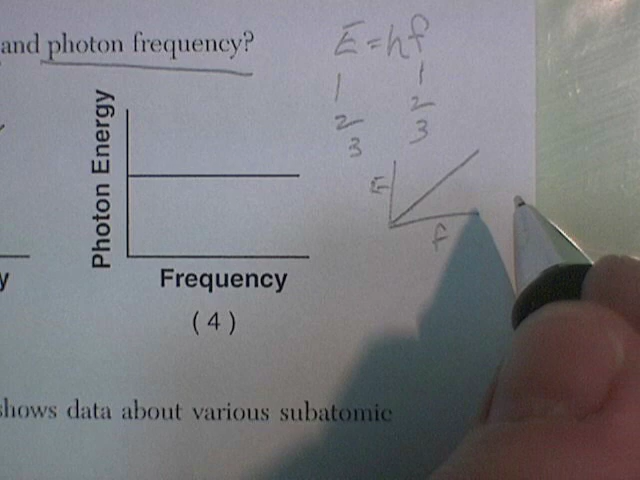 and photon frequency?
E = hf
1 1
2 2
3 3
E
f
Photon Energy
Frequency
(4)
y
shows data about various subatomic